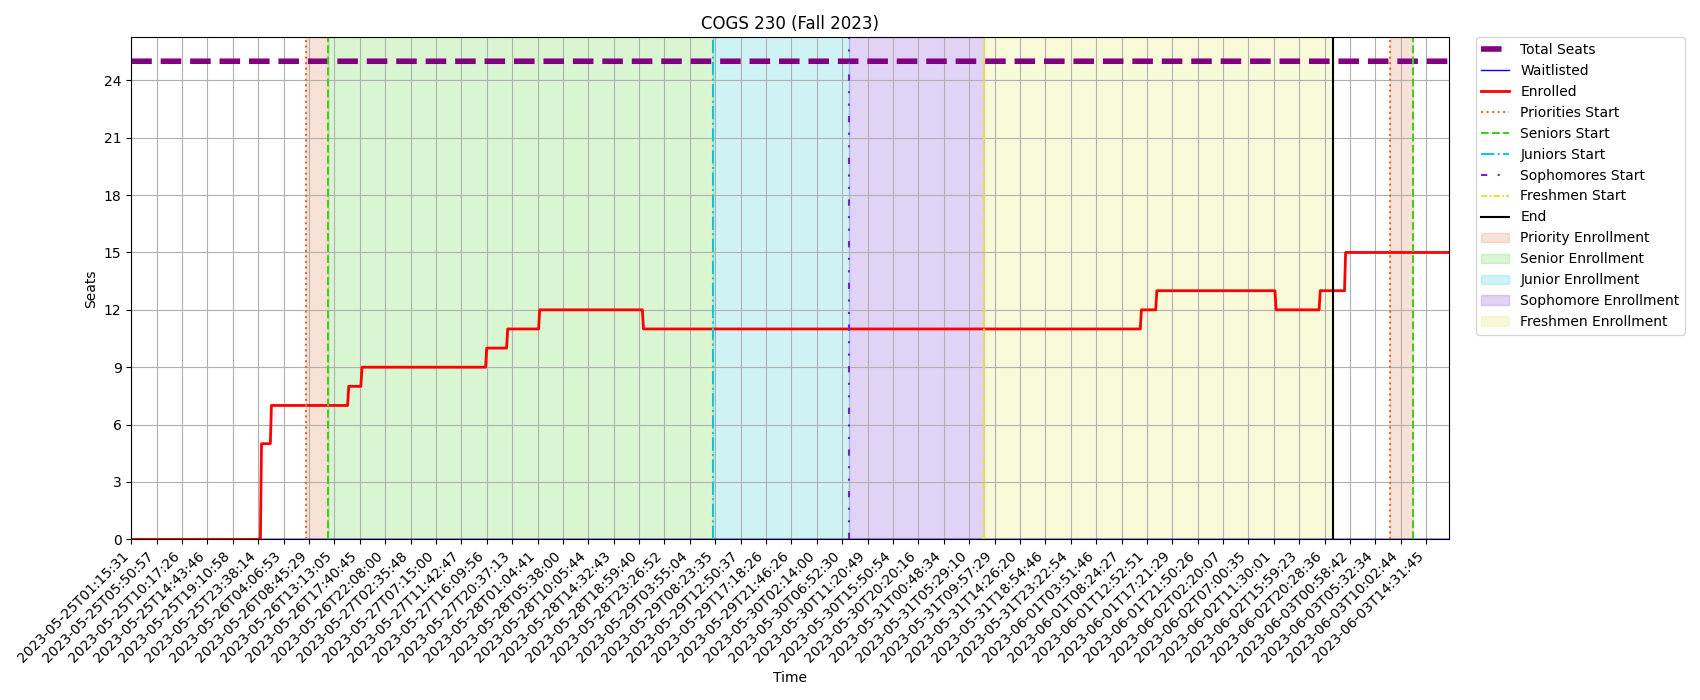 COGS 230 (Fall 2023)
Total Seats
Waitlisted
Enrolled
Priorities Start
Seniors Start
Juniors Start
Sophomores Start
Freshmen Start
End
Priority Enrollment
Senior Enrollment
Junior Enrollment
Sophomore Enrollment
Freshmen Enrollment
Seats
24
21
18
15
12
9
6
3
0
2023-05-25T01:15:31
2023-05-25T05:50:57
2023-05-25T10:17:26
2023-05-25T14:43:46
2023-05-25T19:10:58
2023-05-25T23:38:14
2023-05-26T04:06:53
2023-05-26T08:45:29
2023-05-26T13:13:05
2023-05-26T17:40:45
2023-05-26T22:08:00
2023-05-27T02:35:48
2023-05-27T07:15:00
2023-05-27T11:42:47
2023-05-27T16:09:56
2023-05-27T20:37:13
2023-05-28T01:04:41
2023-05-28T05:38:00
2023-05-28T10:05:44
2023-05-28T14:32:43
2023-05-28T18:59:40
2023-05-28T23:26:52
2023-05-29T03:55:04
2023-05-29T08:23:35
2023-05-29T12:50:37
2023-05-29T17:18:26
2023-05-29T21:46:26
2023-05-30T02:14:00
2023-05-30T06:52:30
2023-05-30T11:20:49
2023-05-30T15:50:54
2023-05-30T20:20:16
2023-05-31T00:48:34
2023-05-31T05:29:10
2023-05-31T09:57:29
2023-05-31T14:26:20
2023-05-31T18:54:46
2023-05-31T23:22:54
2023-06-01T03:51:46
2023-06-01T08:24:27
2023-06-01T12:52:51
2023-06-01T17:21:29
2023-06-01T21:50:26
2023-06-02T02:20:07
2023-06-02T07:00:35
2023-06-02T11:30:01
2023-06-02T15:59:23
2023-06-02T20:28:36
2023-06-03T00:58:42
2023-06-03T05:32:34
2023-06-03T10:02:44
2023-06-03T14:31:45
Time